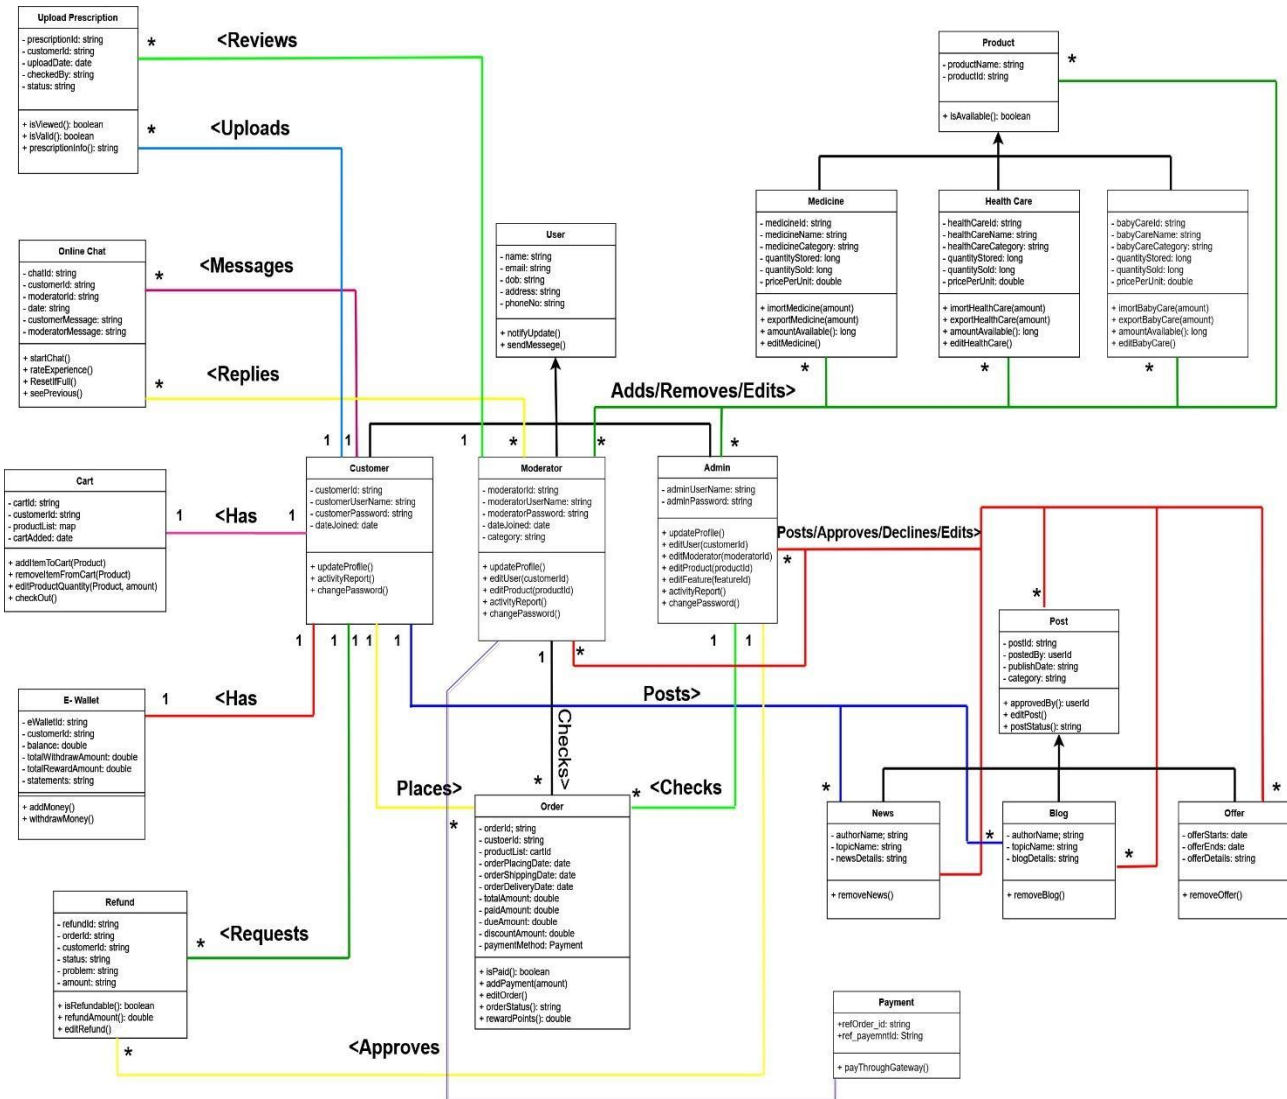 Upload Prescription
- prescriptionId: string
- customerId: string
- uploadDate: date
- checkedBy: string
- status: string
+ isViewed(): boolean
+ isValid(): boolean
+ prescriptionInfo(): string
*
<Reviews
*
<Uploads
Product
- productName: string
- productId: string
+ isAvailable(): boolean
*
Medicine
- medicineId: string
- medicineName: string
- medicineCategory: string
- quantityStored: long
- quantitySold: long
- pricePerUnit: double
+ imortMedicine(amount)
+ exportMedicine(amount)
+ amountAvailable(): long
+ editMedicine()
*
Health Care
- healthCareId: string
- healthCareName: string
- healthCareCategory: string
- quantityStored: long
- quantitySold: long
- pricePerUnit: double
+ imortHealthCare(amount)
+ exportHealthCare(amount)
+ amountAvailable(): long
+ editHealthCare()
*
- babyCareId: string
- babyCareName: string
- babyCareCategory: string
- quantityStored: long
- quantitySold: long
- pricePerUnit: double
+ imortBabyCare(amount)
+ exportBabyCare(amount)
+ amountAvailable(): long
+ editBabyCare()
*
User
- name: string
- email: string
- dob: string
- address: string
- phoneNo: string
+ notifyUpdate()
+ sendMessege()
Online Chat
- chatId: string
- customerId: string
- moderatorId: string
- date: string
- customerMessage: string
- moderatorMessage: string
+ startChat()
+ rateExperience()
+ ResetIfFull()
+ seePrevious()
*
<Messages
*
<Replies
Adds/Removes/Edits>
1
1
1
*
*
*
Customer
- customerId: string
- customerUserName: string
- customerPassword: string
- dateJoined: date
+ updateProfile()
+ activityReport()
+ changePassword()
Moderator
- moderatorId: string
- moderatorUserName: string
- moderatorPassword: string
- dateJoined: date
- category: string
+ updateProfile()
+ editUser(customerId)
+ editProduct(productId)
+ activityReport()
+ changePassword()
Admin
- adminUserName: string
- adminPassword: string
+ updateProfile()
+ editUser(customerId)
+ editModerator(moderatorId)
+ editProduct(productId)
+ editFeature(featureId)
+ activityReport()
+ changePassword()
Cart
- cartId: string
- customerId: string
- productList: map
- cartAdded: date
+ addItemToCart(Product)
+ removeItemFromCart(Product)
+ editProductQuantity(Product, amount)
+ checkOut()
1
<Has
1
Posts/Approves/Declines/Edits>
*
*
Post
- postId: string
- postedBy: userId
- publishDate: string
- category: string
+ approvedBy(): userId
+ editPost()
+ postStatus(): string
1
1
1
1
1
1
*
1
1
E- Wallet
- eWalletId: string
- customerId: string
- balance: double
- totalWithdrawAmount: double
- totalRewardAmount: double
- statements: string
+ addMoney()
+ withdrawMoney()
1
<Has
Posts>
Checks>
Places>
*
*
<Checks
*
Order
- orderId; string
- custoerId: string
- productList: cartId
- orderPlacingDate: date
- orderShippingDate: date
- orderDeliveryDate: date
- totalAmount: double
- paidAmount: double
- dueAmount: double
- discountAmount: double
- paymentMethod: Payment
+ isPaid(): boolean
+ addPayment(amount)
+ editOrder()
+ orderStatus(): string
+ rewardPoints(): double
*
News
- authorName; string
- topicName: string
- newsDetails: string
+ removeNews()
*
Blog
- authorName; string
- topicName: string
- blogDetails: string
+ removeBlog()
*
*
Offer
- offerStarts: date
- offerEnds: date
- offerDetails: string
+ removeOffer()
Refund
- refundId: string
- orderId: string
- customerId: string
- status: string
- problem: string
- amount: string
+ isRefundable(): boolean
+ refundAmount(): double
+ editRefund()
*
<Requests
*
<Approves
Payment
+refOrder_id: string
+ref_payemntId: String
+ payThroughGateway()